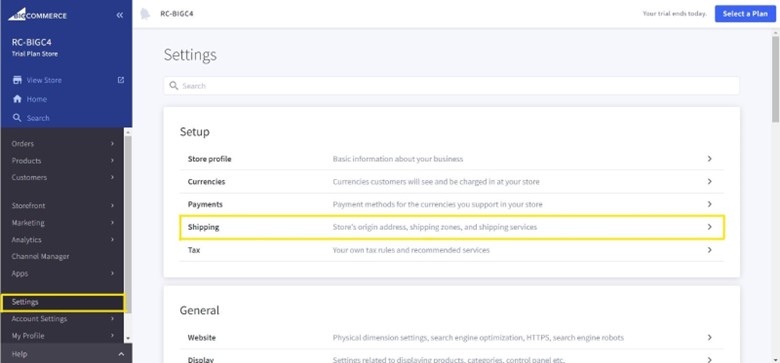 BIGCOMMERCE
«
RC-BIGC4
Trial Plan Store
View Store
Home
Search
Orders
Products
Customers
Storefront
Marketing
Analytics
Channel Manager
Apps
Settings
Account Settings
My Profile
Help
RC-BIGC4
Your trial ends today.
Select a Plan
Settings
Search
Setup
Store profile Basic information about your business
Currencies Currencies customers will see and be charged in at your store
Payments Payment methods for the currencies you support in your store
Shipping Store's origin address, shipping zones, and shipping services
Tax Your own tax rules and recommended services
General
Website Physical dimension settings, search engine optimization, HTTPS, search engine robots
Display Settings related to displaying products, categories, control panel etc.